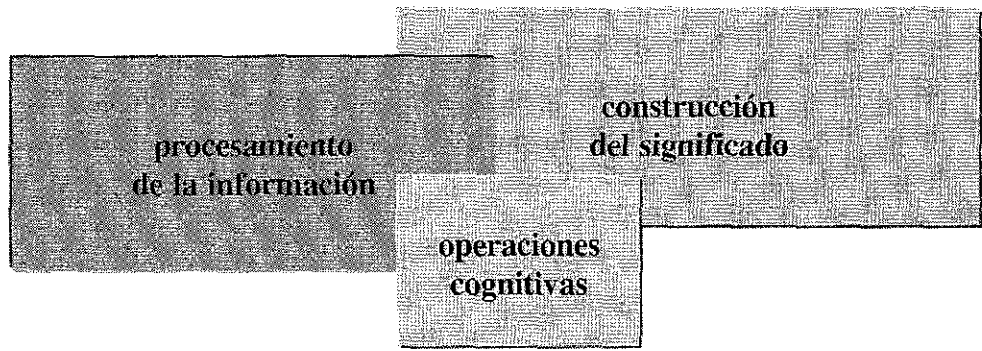 procesamiento
de la información
construcción
del significado
operaciones
cognitivas